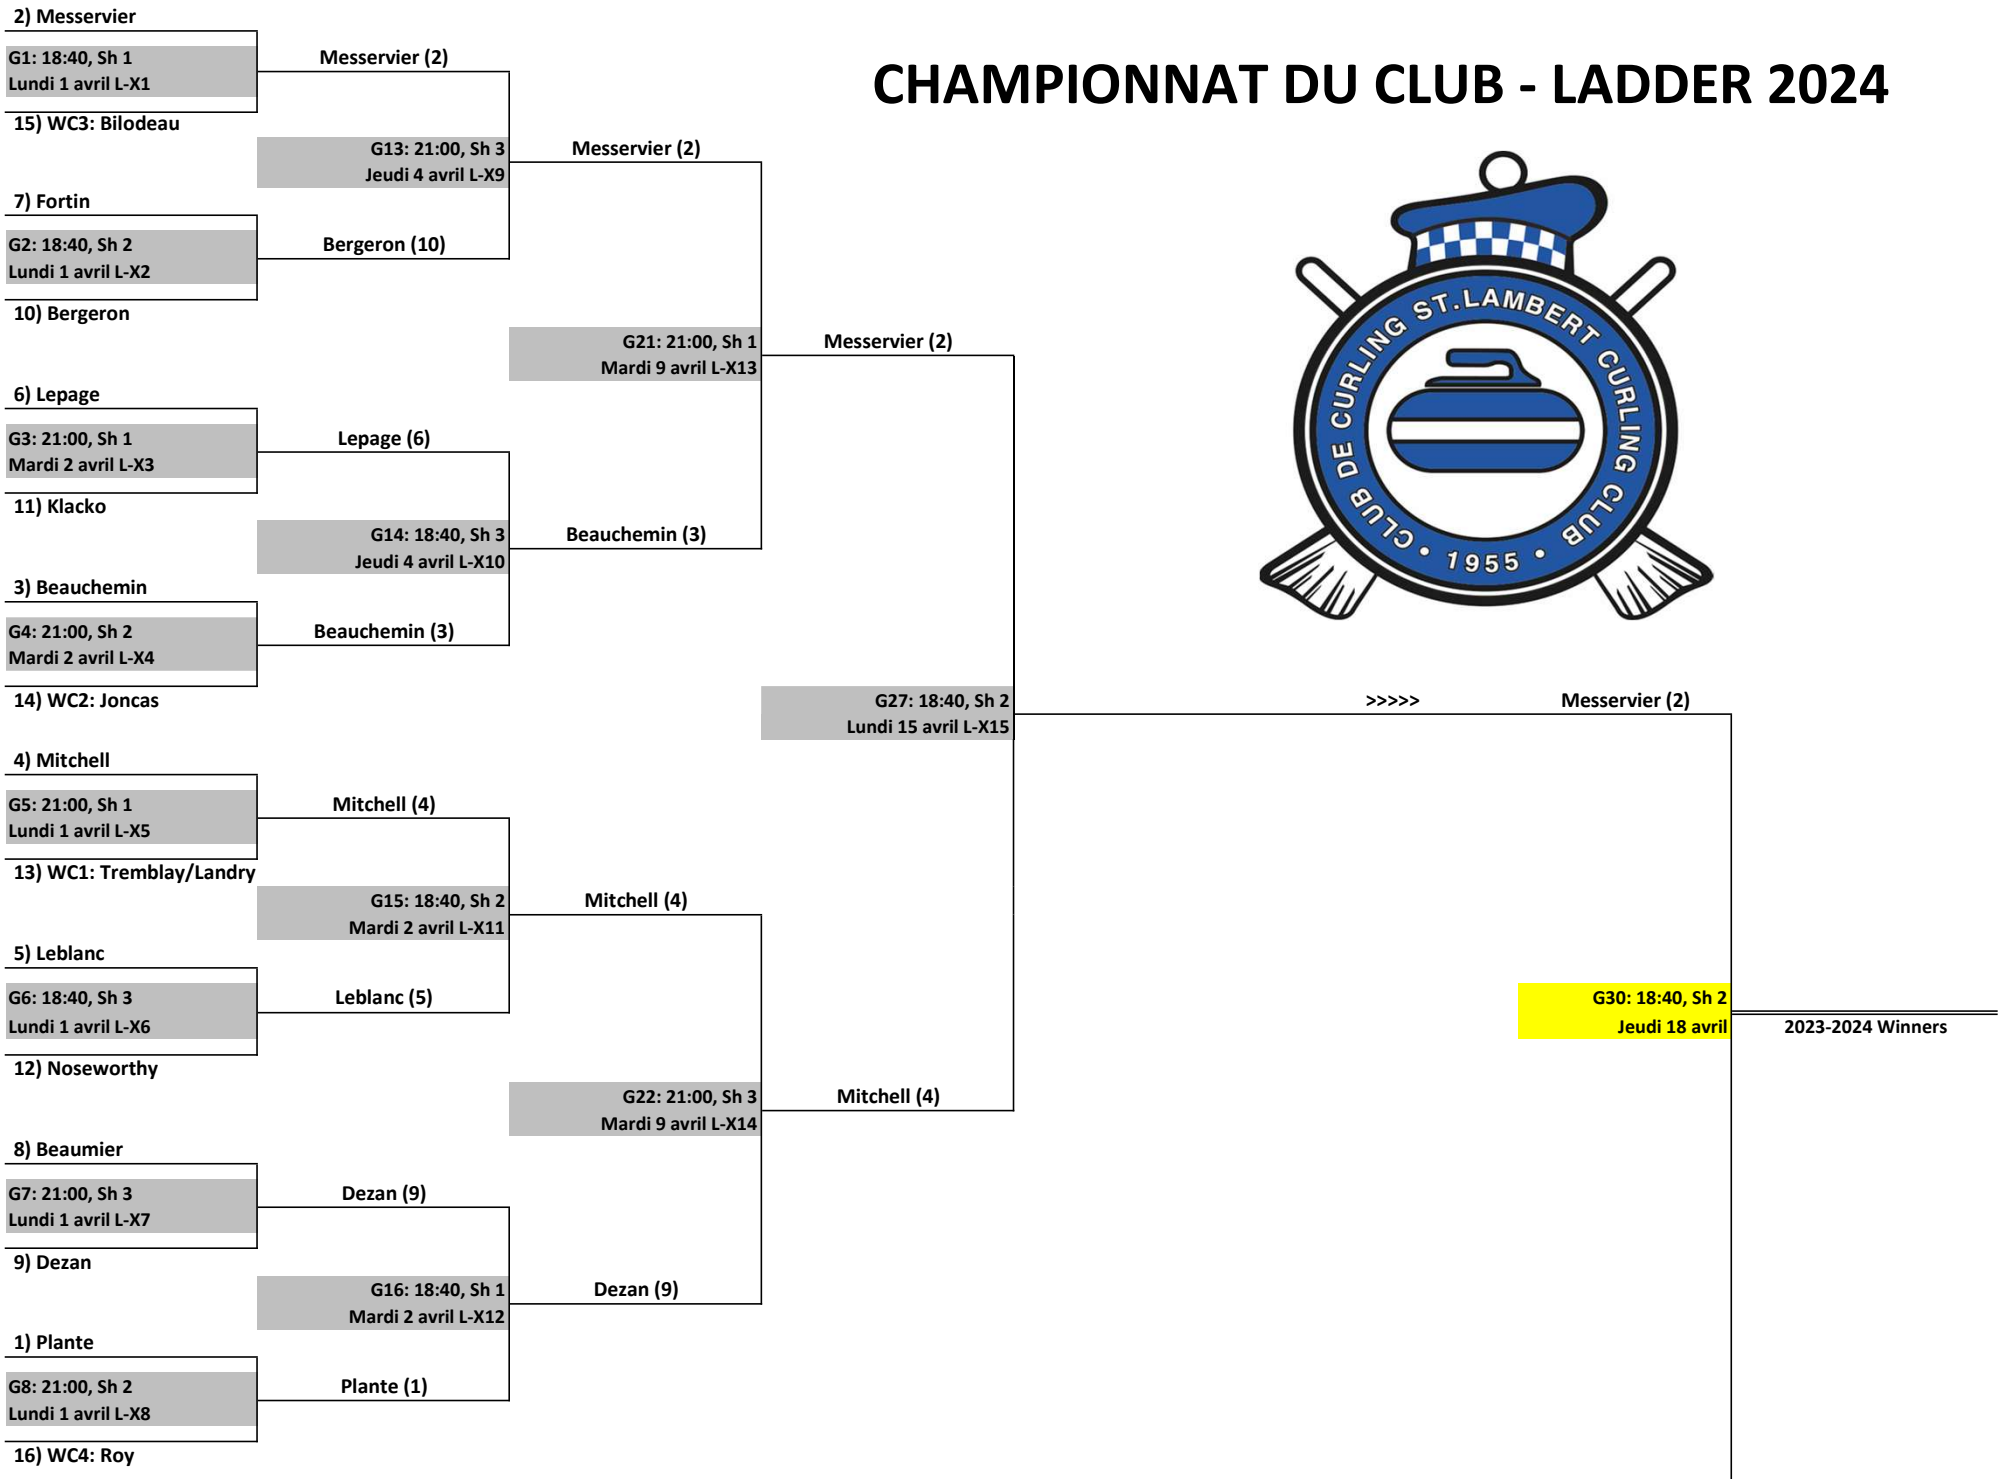 2) Messervier
G1: 18:40, Sh 1
Lundi 1 avril L-X1
Messervier (2)
CHAMPIONNAT DU CLUB - LADDER 2024
15) WC3: Bilodeau
G13: 21:00, Sh 3
Jeudi 4 avril L-X9
Messervier (2)
7) Fortin
G2: 18:40, Sh 2
Lundi 1 avril L-X2
Bergeron (10)
10) Bergeron
G21: 21:00, Sh 1
Mardi 9 avril L-X13
Messervier (2)
CLUB DE CURLING ST.LAMBERT CURLING CLUB
• 1955 •
6) Lepage
G3: 21:00, Sh 1
Mardi 2 avril L-X3
Lepage (6)
11) Klacko
G14: 18:40, Sh 3
Jeudi 4 avril L-X10
Beauchemin (3)
3) Beauchemin
G4: 21:00, Sh 2
Mardi 2 avril L-X4
Beauchemin (3)
14) WC2: Joncas
G27: 18:40, Sh 2
Lundi 15 avril L-X15
>>>>> Messervier (2)
4) Mitchell
G5: 21:00, Sh 1
Lundi 1 avril L-X5
Mitchell (4)
13) WC1: Tremblay/Landry
G15: 18:40, Sh 2
Mardi 2 avril L-X11
Mitchell (4)
5) Leblanc
G6: 18:40, Sh 3
Lundi 1 avril L-X6
Leblanc (5)
G30: 18:40, Sh 2
Jeudi 18 avril
2023-2024 Winners
12) Noseworthy
G22: 21:00, Sh 3
Mardi 9 avril L-X14
Mitchell (4)
8) Beaumier
G7: 21:00, Sh 3
Lundi 1 avril L-X7
Dezan (9)
9) Dezan
G16: 18:40, Sh 1
Mardi 2 avril L-X12
Dezan (9)
1) Plante
G8: 21:00, Sh 2
Lundi 1 avril L-X8
Plante (1)
16) WC4: Roy